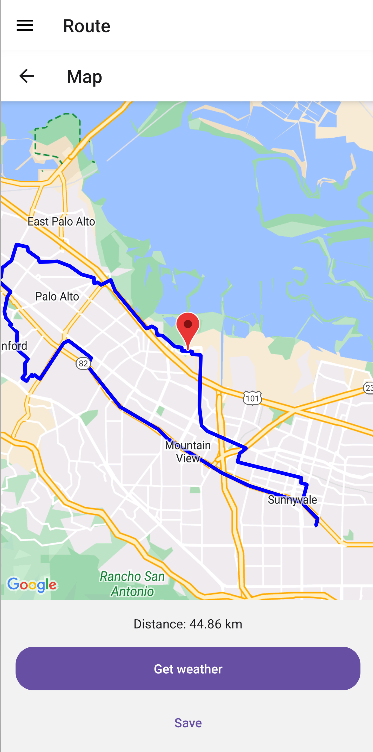 Route
Map
East Palo Alto
Palo Alto
nford
82
101
23
Mountain
View
Sunnyvale
Rancho San
Antonio
Google
Distance: 44.86 km
Get weather
Save